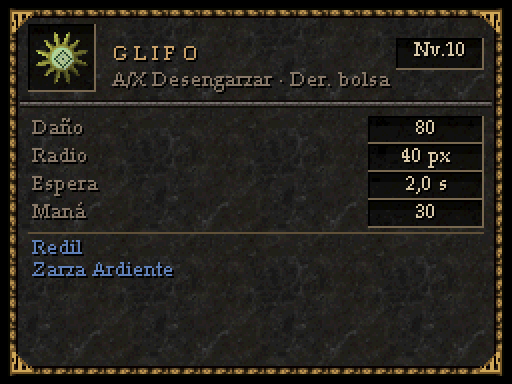 GLIFO
Nv.10
A/X Desengarzar · Der. bolsa
Daño 80
Radio 40 px
Espera 2,0 s
Maná 30
Redil
Zarza Ardiente